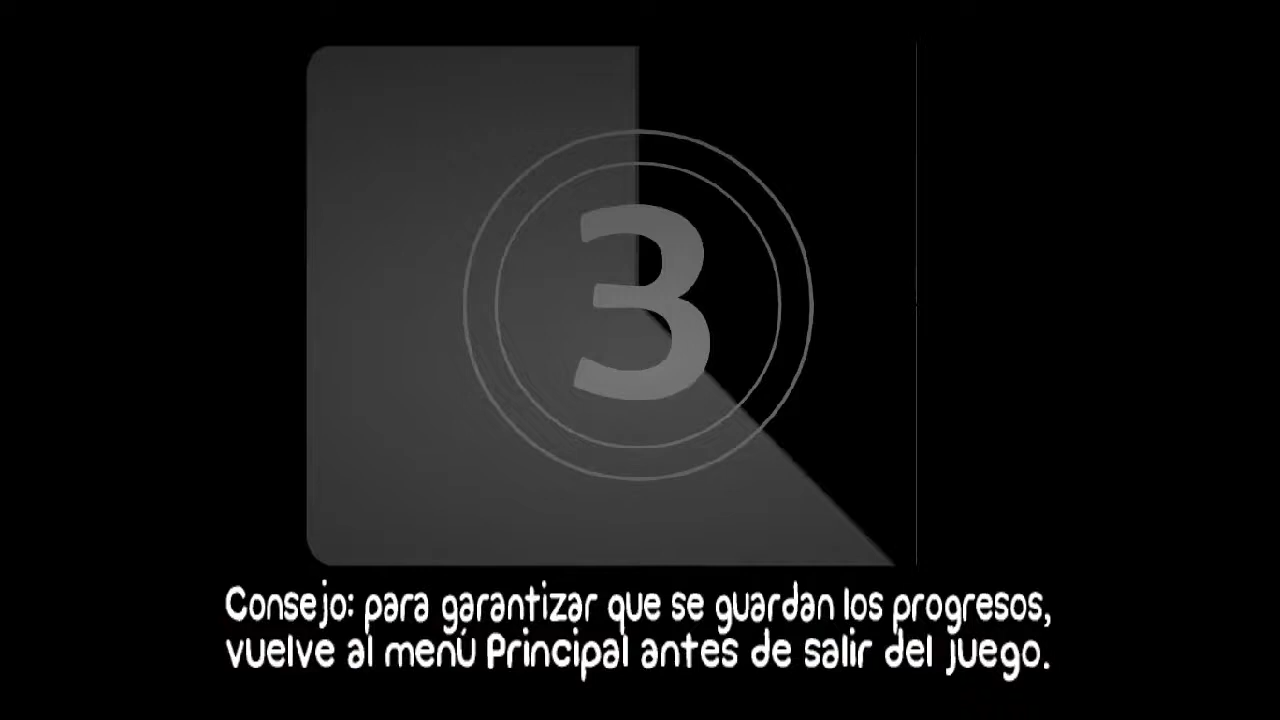 3
Consejo: para garantizar que se guardan los progresos,
vuelve al menú Principal antes de salir del juego.